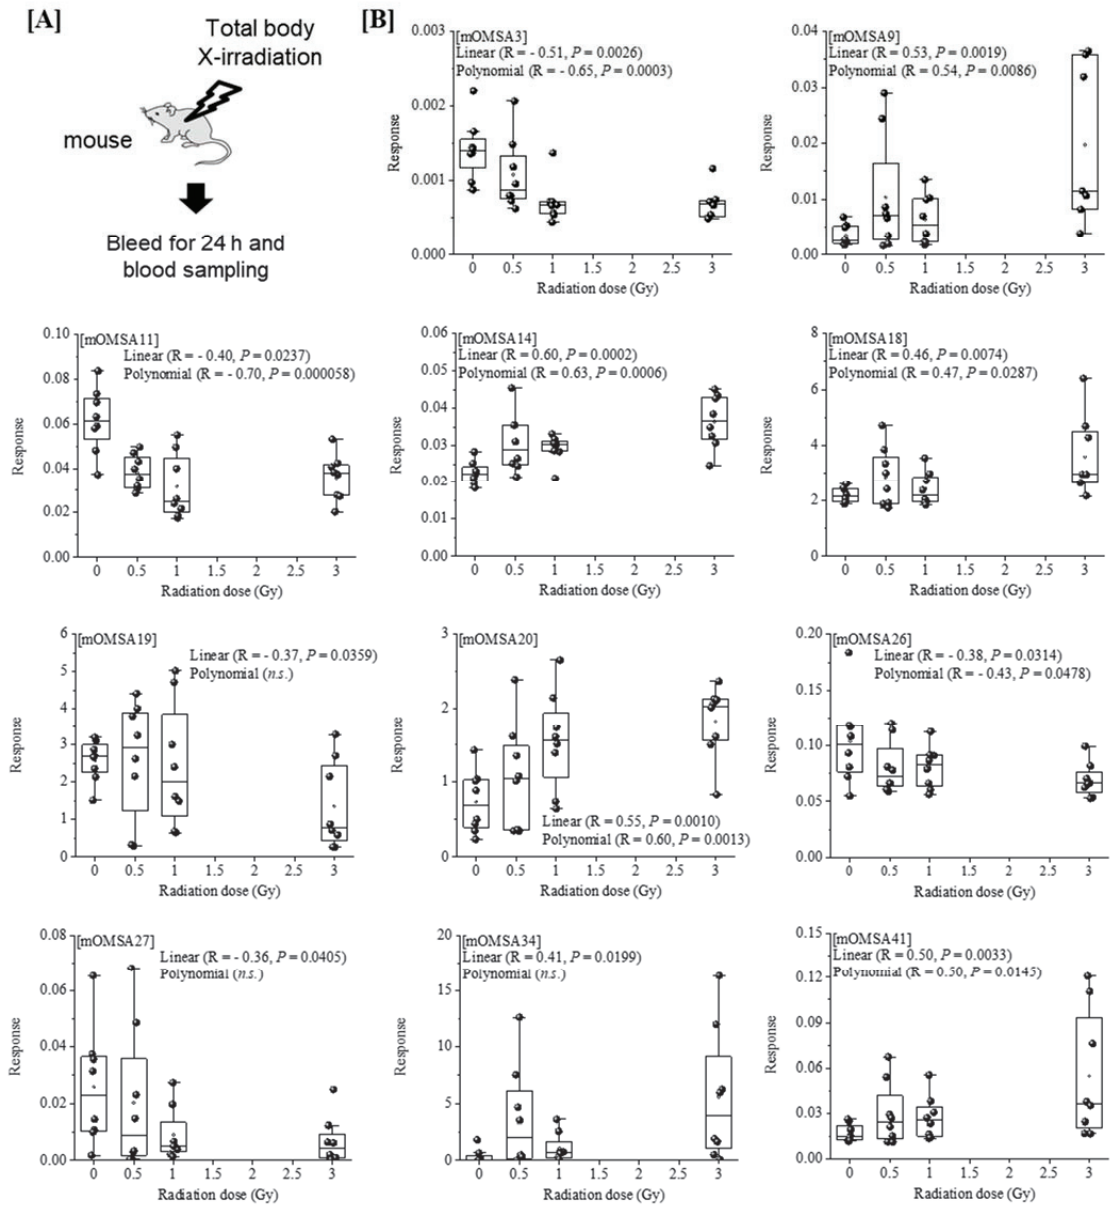 [A]
Total body
X-irradiation
mouse
Bleed for 24 h and
blood sampling
[B]
[mOMSA3]
Linear (R = - 0.51, P = 0.0026)
Polynomial (R = - 0.65, P = 0.0003)
Response
0.003
0.002
0.001
0.000
0 0.5 1 1.5 2 2.5 3
Radiation dose (Gy)
[mOMSA9]
Linear (R = 0.53, P = 0.0019)
Polynomial (R = 0.54, P = 0.0086)
Response
0.04
0.03
0.02
0.01
0.00
0 0.5 1 1.5 2 2.5 3
Radiation dose (Gy)
[mOMSA11]
Linear (R = - 0.40, P = 0.0237)
Polynomial (R = - 0.70, P = 0.000058)
Response
0.10
0.08
0.06
0.04
0.02
0.00
0 0.5 1 1.5 2 2.5 3
Radiation dose (Gy)
[mOMSA14]
Linear (R = 0.60, P = 0.0002)
Polynomial (R = 0.63, P = 0.0006)
Response
0.06
0.05
0.04
0.03
0.02
0.01
0.00
0 0.5 1 1.5 2 2.5 3
Radiation dose (Gy)
[mOMSA18]
Linear (R = 0.46, P = 0.0074)
Polynomial (R = 0.47, P = 0.0287)
Response
8
6
4
2
0
0 0.5 1 1.5 2 2.5 3
Radiation dose (Gy)
[mOMSA19]
Linear (R = - 0.37, P = 0.0359)
Polynomial (n.s.)
Response
6
5
4
3
2
1
0
0 0.5 1 1.5 2 2.5 3
Radiation dose (Gy)
[mOMSA20]
Linear (R = 0.55, P = 0.0010)
Polynomial (R = 0.60, P = 0.0013)
Response
3
2
1
0
0 0.5 1 1.5 2 2.5 3
Radiation dose (Gy)
[mOMSA26]
Linear (R = - 0.38, P = 0.0314)
Polynomial (R = - 0.43, P = 0.0478)
Response
0.20
0.15
0.10
0.05
0.00
0 0.5 1 1.5 2 2.5 3
Radiation dose (Gy)
[mOMSA27]
Linear (R = - 0.36, P = 0.0405)
Polynomial (n.s.)
Response
0.08
0.06
0.04
0.03
0.02
0.01
0.00
0 0.5 1 1.5 2 2.5 3
Radiation dose (Gy)
[mOMSA34]
Linear (R = 0.41, P = 0.0199)
Polynomial (n.s.)
Response
20
15
10
5
0
0 0.5 1 1.5 2 2.5 3
Radiation dose (Gy)
[mOMSA41]
Linear (R = 0.50, P = 0.0033)
Polynomial (R = 0.50, P = 0.0145)
Response
0.15
0.12
0.09
0.06
0.03
0.00
0 0.5 1 1.5 2 2.5 3
Radiation dose (Gy)